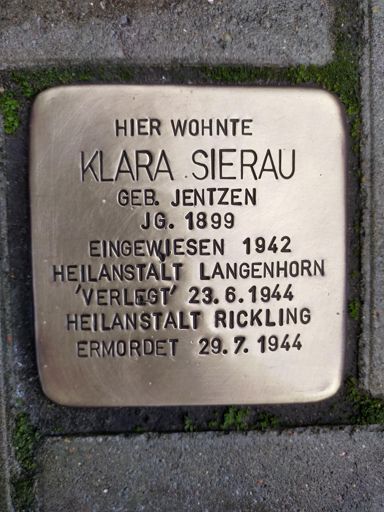 HIER WOHNTE
KLARA SIERAU
GEB. JENTZEN
JG. 1899
EINGEWIESEN 1942
HEILANSTALT LANGENHORN
'VERLEGT' 23.6.1944
HEILANSTALT RICKLING
ERMORDET 29.7.1944